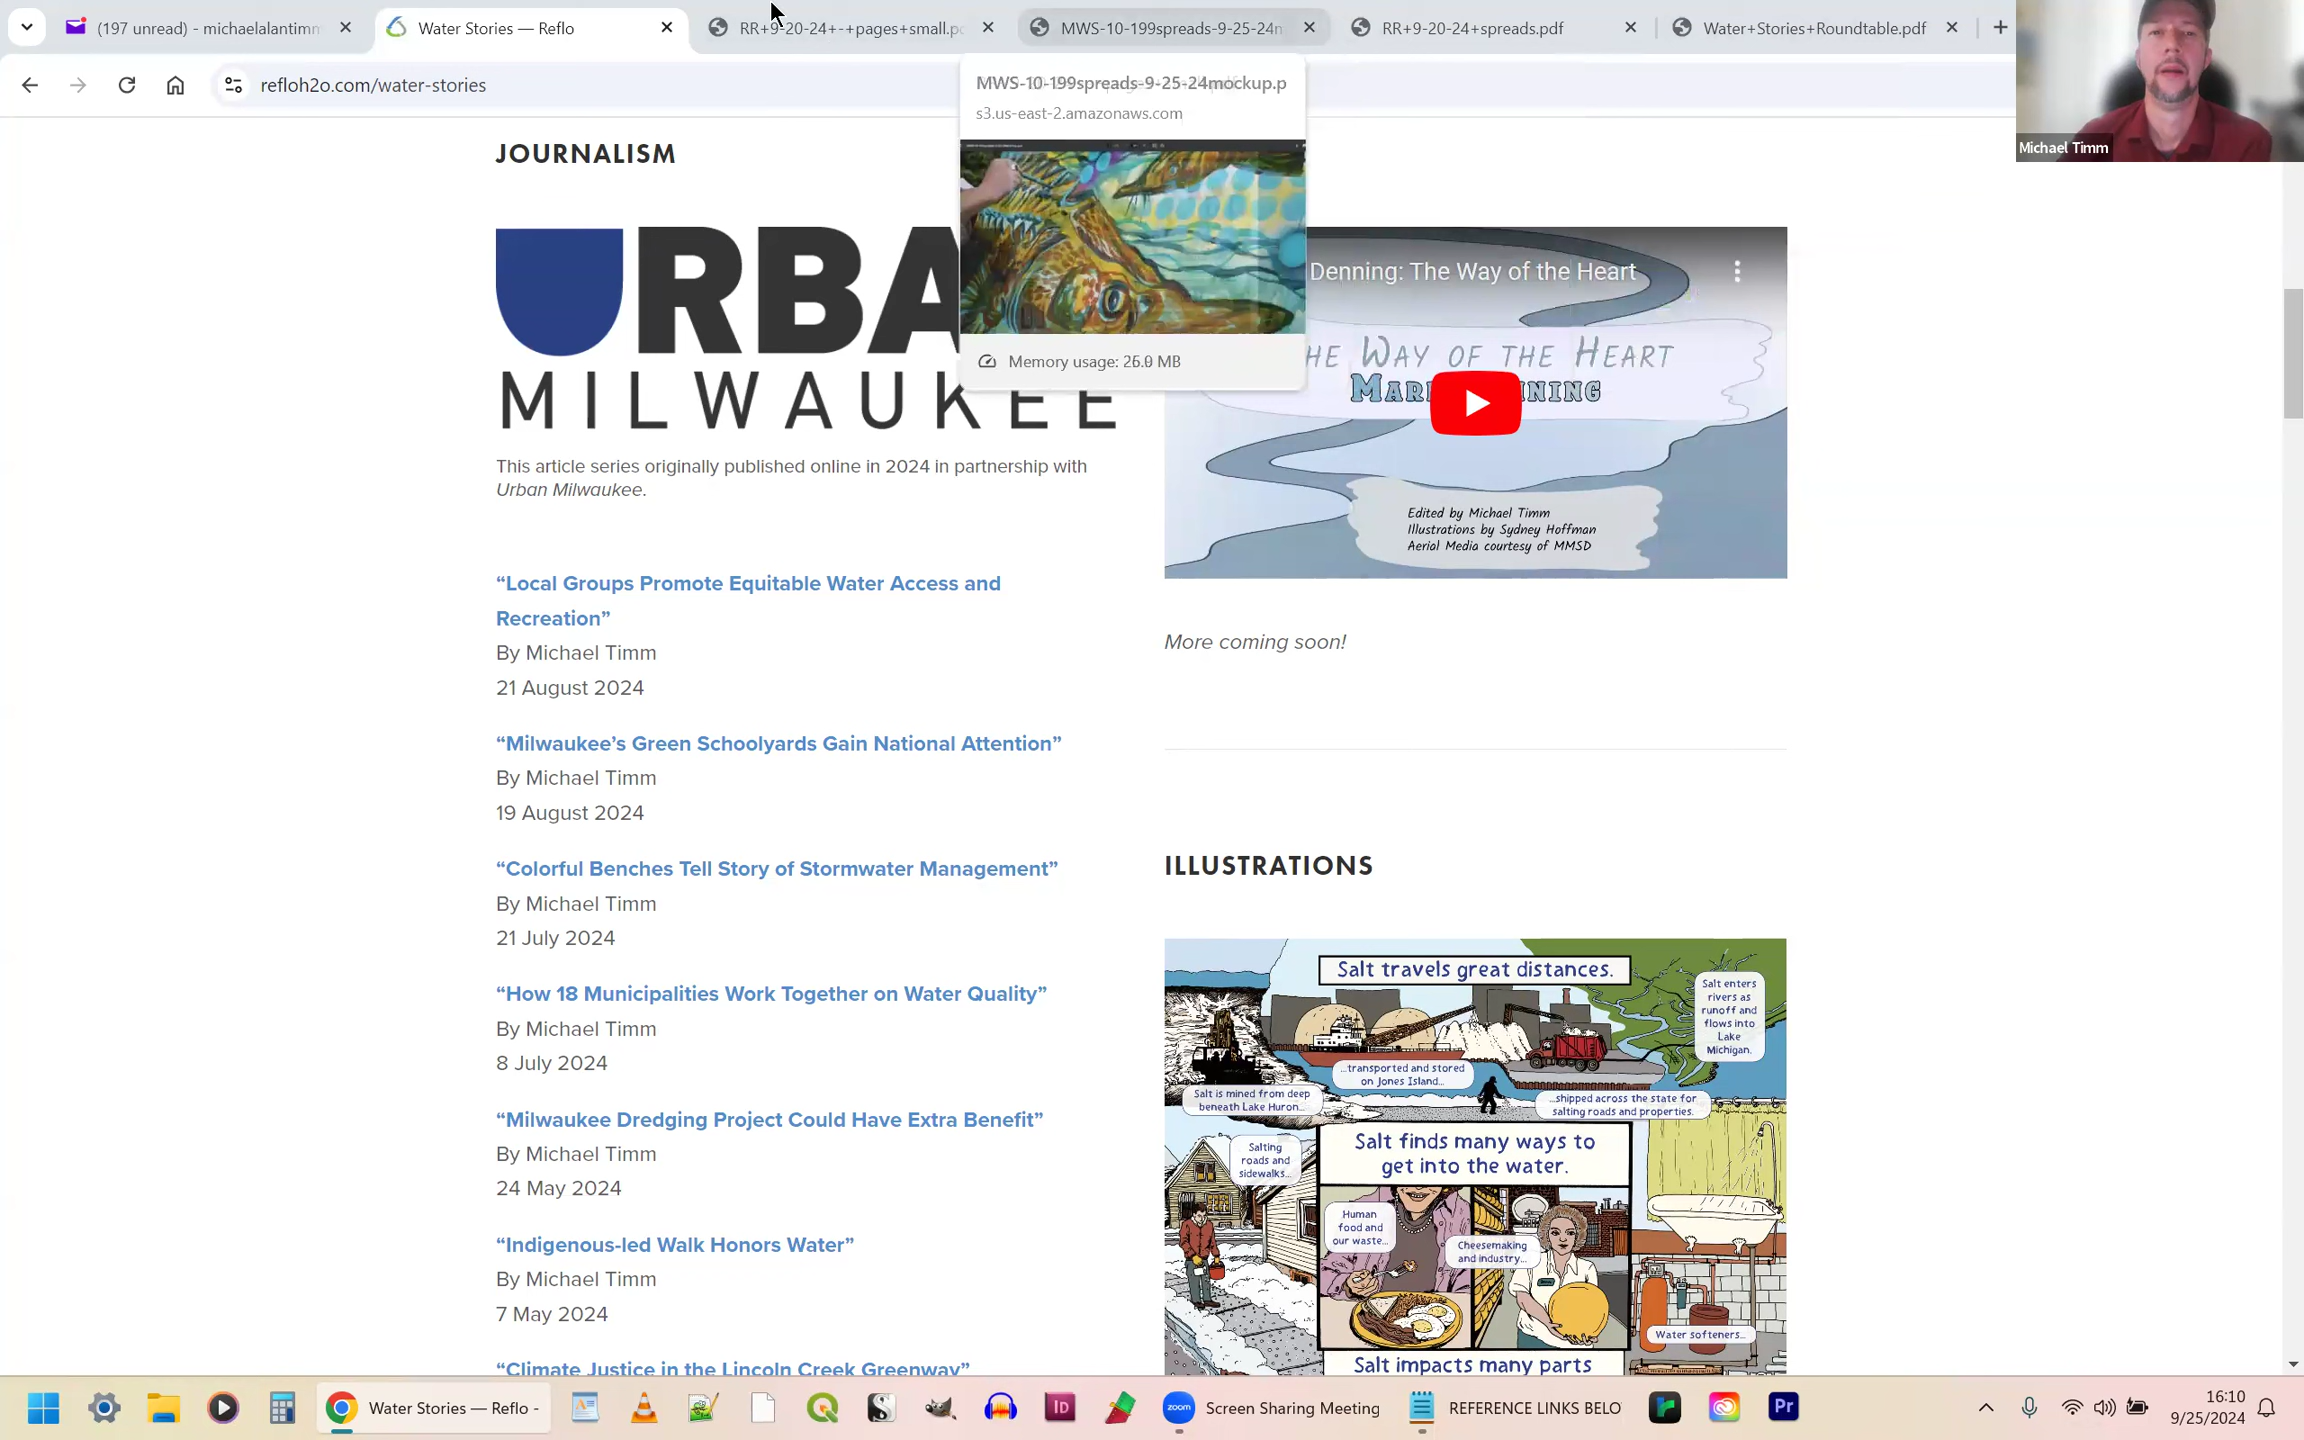 (197 unread) - michaelalantimm
Water Stories — Reflo
RR+9-20-24+-+pages+small.pd
MWS-10-199spreads-9-25-24m
RR+9-20-24+spreads.pdf
Water+Stories+Roundtable.pdf
refloh2o.com/water-stories
Michael Timm
MWS-10-199spreads-9-25-24mockup.p
s3.us-east-2.amazonaws.com
Memory usage: 26.0 MB
JOURNALISM
URBA
MILWAUKEE
This article series originally published online in 2024 in partnership with
Urban Milwaukee.
“Local Groups Promote Equitable Water Access and
Recreation”
By Michael Timm
21 August 2024
“Milwaukee’s Green Schoolyards Gain National Attention”
By Michael Timm
19 August 2024
“Colorful Benches Tell Story of Stormwater Management”
By Michael Timm
21 July 2024
“How 18 Municipalities Work Together on Water Quality”
By Michael Timm
8 July 2024
“Milwaukee Dredging Project Could Have Extra Benefit”
By Michael Timm
24 May 2024
“Indigenous-led Walk Honors Water”
By Michael Timm
7 May 2024
“Climate Justice in the Lincoln Creek Greenway”
Denning: The Way of the Heart
HE WAY OF THE HEART
MAR NING
Edited by Michael Timm
Illustrations by Sydney Hoffman
Aerial Media courtesy of MMSD
More coming soon!
ILLUSTRATIONS
Salt travels great distances.
Salt enters
rivers as
runoff and
flows into
Lake
Michigan.
...transported and stored
on Jones Island...
Salt is mined from deep
beneath Lake Huron...
...shipped across the state for
salting roads and properties.
Salt finds many ways to
get into the water.
Salting
roads and
sidewalks...
Human
food and
our waste...
Cheesemaking
and industry...
Water softeners...
Salt impacts many parts
Water Stories — Reflo -
ID
zoom
Screen Sharing Meeting
REFERENCE LINKS BELO
Pr
16:10
9/25/2024